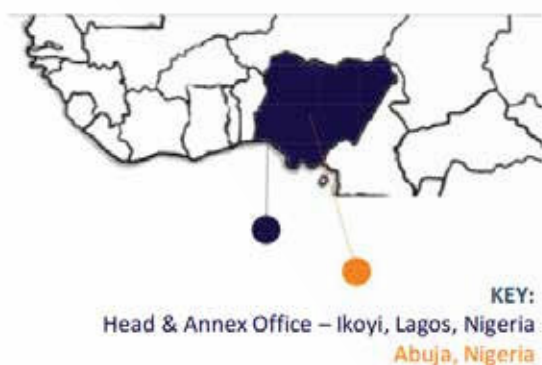 KEY:
Head & Annex Office – Ikoyi, Lagos, Nigeria
Abuja, Nigeria